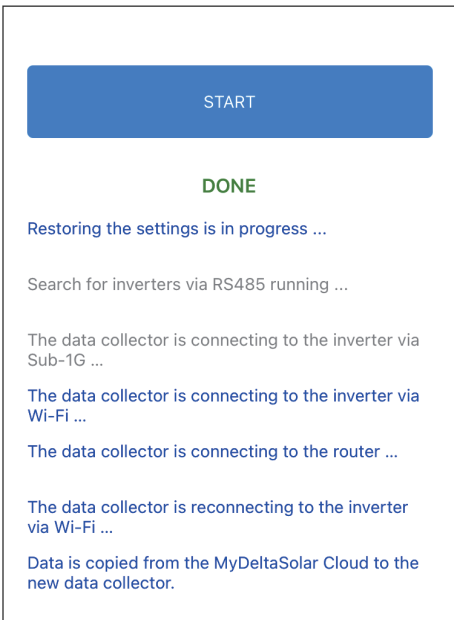 START
DONE
Restoring the settings is in progress ...
Search for inverters via RS485 running ...
The data collector is connecting to the inverter via
Sub-1G ...
The data collector is connecting to the inverter via
Wi-Fi ...
The data collector is connecting to the router ...
The data collector is reconnecting to the inverter
via Wi-Fi ...
Data is copied from the MyDeltaSolar Cloud to the
new data collector.